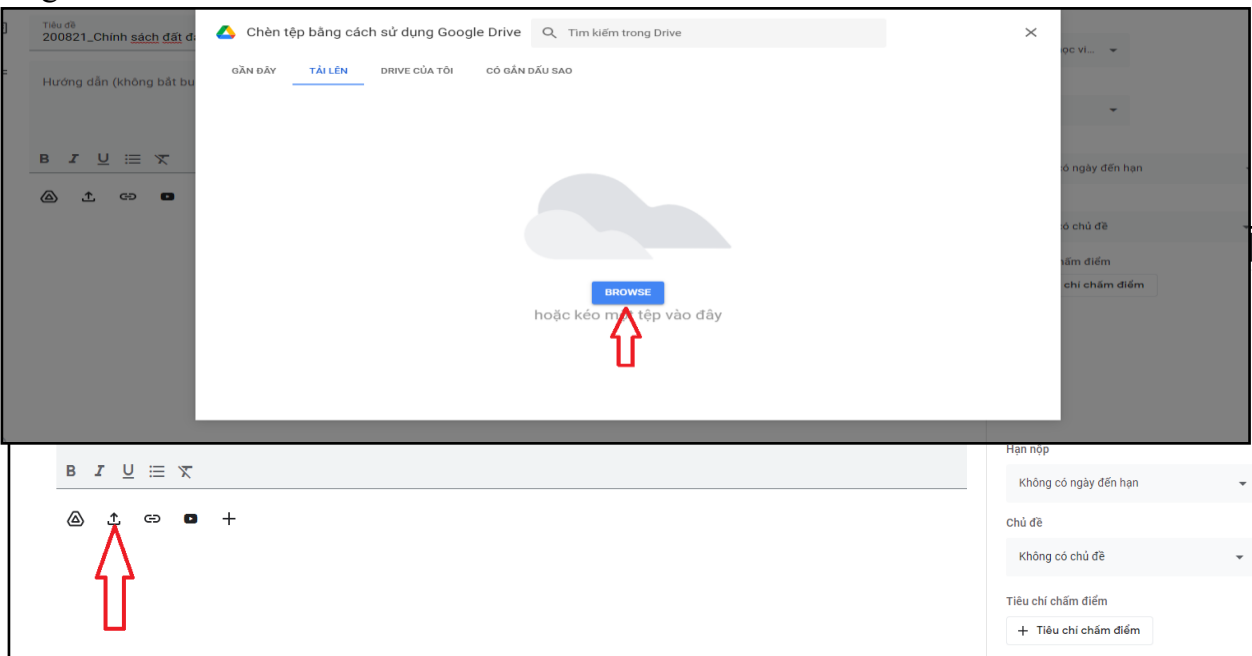 Tiêu đề
200821_Chính sách đất đ
Chèn tệp bằng cách sử dụng Google Drive
Tìm kiếm trong Drive
GẦN ĐÂY TẢI LÊN DRIVE CỦA TÔI CÓ GẮN DẤU SAO
Hướng dẫn (không bắt bu
B I U
BROWSE
hoặc kéo một tệp vào đây
ọc vi...
ó ngày đến hạn
ó chủ đề
hấm điểm
chí chấm điểm
B I U
Hạn nộp
Không có ngày đến hạn
Chủ đề
Không có chủ đề
Tiêu chí chấm điểm
+ Tiêu chí chấm điểm